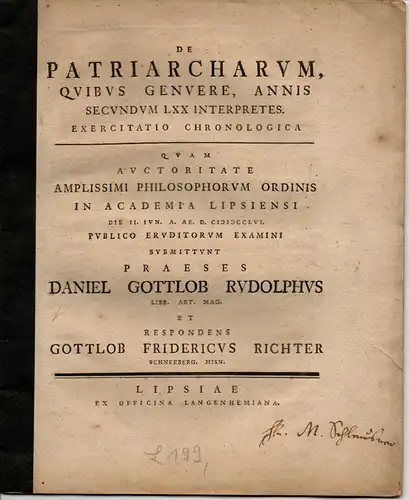 DE
PATRIARCHARVM,
QVIBVS GENVERE, ANNIS
SECVNDVM LXX INTERPRETES.
EXERCITATIO CHRONOLOGICA
QVAM
AVCTORITATE
AMPLISSIMI PHILOSOPHORVM ORDINIS
IN ACADEMIA LIPSIENSI
DIE II. IVN. A. AE. D. CIƆIƆCCLVI.
PVBLICO ERVDITORVM EXAMINI
SVBMITTVNT
PRAESES
DANIEL GOTTLOB RVDOLPHVS
LIBB. ART. MAG.
ET
RESPONDENS
GOTTLOB FRIDERICVS RICHTER
SCHNEEBERG. MISN.
LIPSIAE
EX OFFICINA LANGENHEMIANA.
M.
L 199,